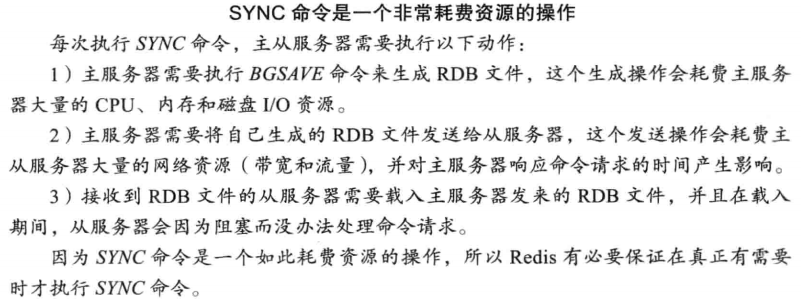 SYNC 命令是一个非常耗费资源的操作
每次执行 SYNC 命令，主从服务器需要执行以下动作：
1）主服务器需要执行 BGSAVE 命令来生成 RDB 文件，这个生成操作会耗费主服务
器大量的 CPU、内存和磁盘 I/O 资源。
2）主服务器需要将自己生成的 RDB 文件发送给从服务器，这个发送操作会耗费主
从服务器大量的网络资源（带宽和流量），并对主服务器响应命令请求的时间产生影响。
3）接收到 RDB 文件的从服务器需要载入主服务器发来的 RDB 文件，并且在载入
期间，从服务器会因为阻塞而没办法处理命令请求。
因为 SYNC 命令是一个如此耗费资源的操作，所以 Redis 有必要保证在真正有需要
时才执行 SYNC 命令。